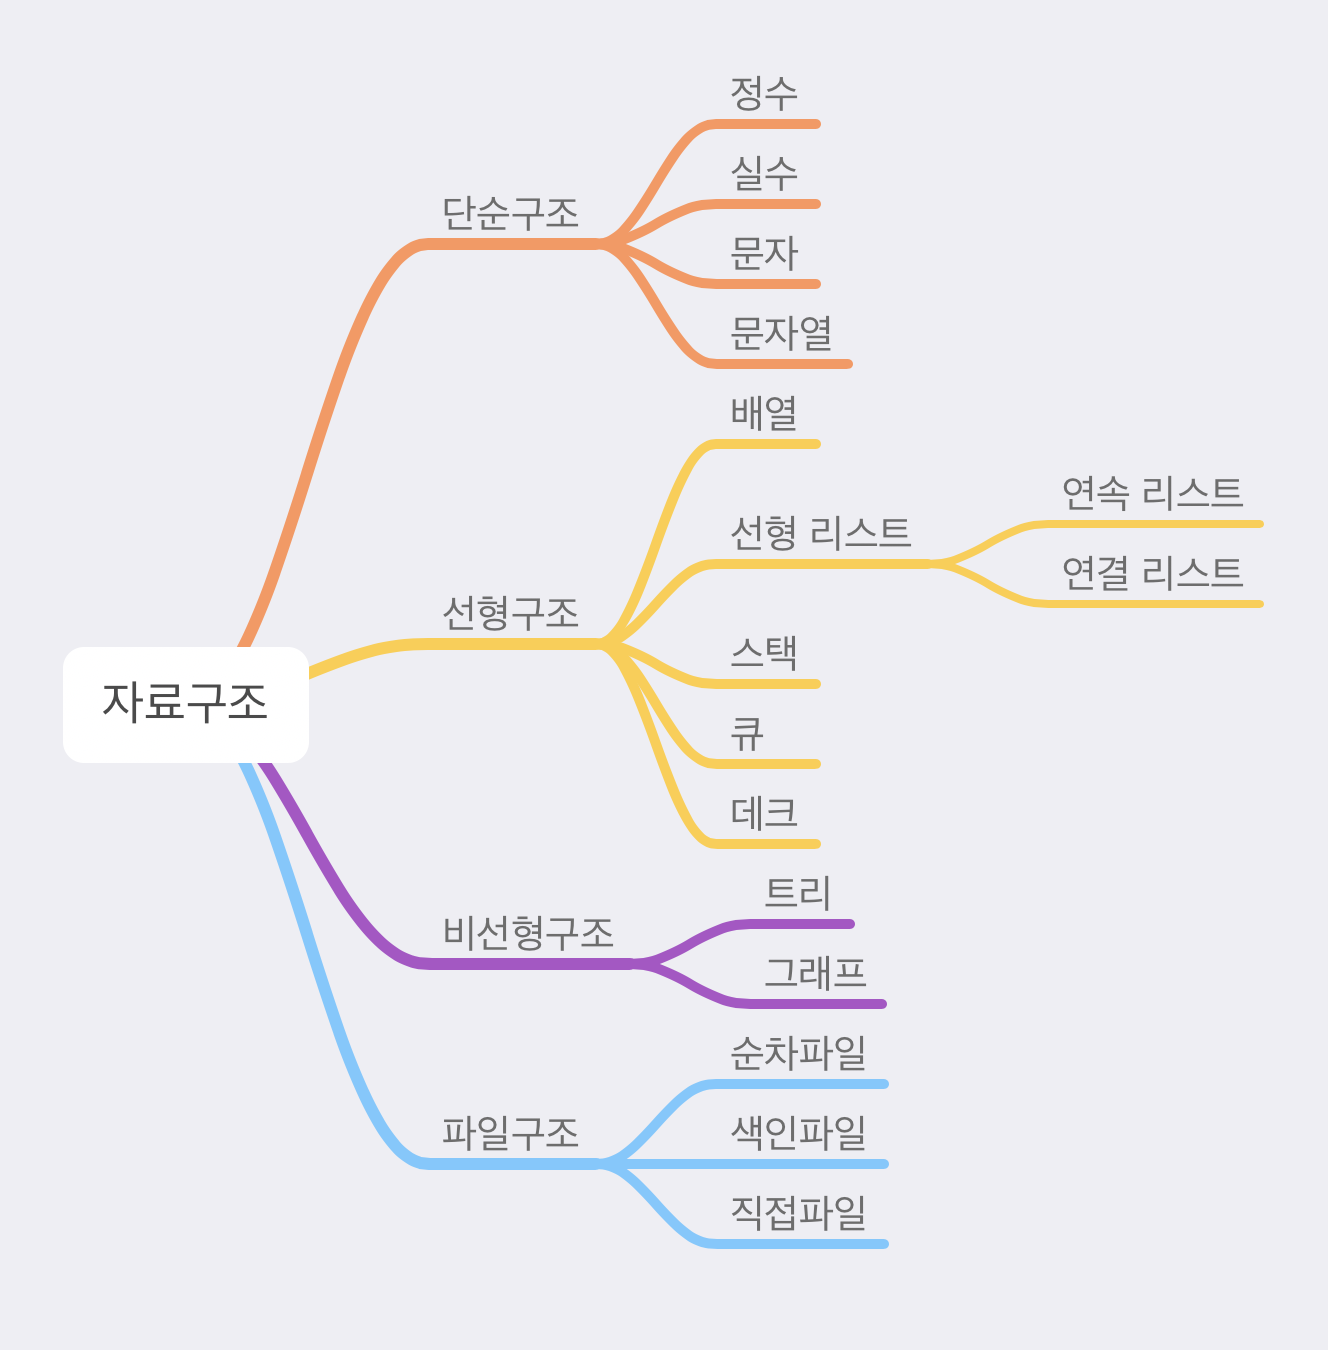 자료구조
단순구조
정수
실수
문자
문자열
선형구조
배열
선형 리스트
연속 리스트
연결 리스트
스택
큐
데크
비선형구조
트리
그래프
파일구조
순차파일
색인파일
직접파일